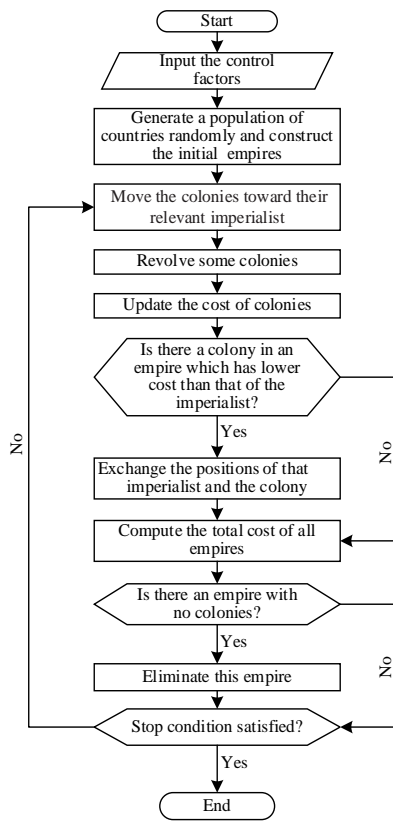 Start
Input the control
factors
Generate a population of
countries randomly and construct
the initial empires
Move the colonies toward their
relevant imperialist
Revolve some colonies
Update the cost of colonies
Is there a colony in an
empire which has lower
cost than that of the
imperialist?
No
No
Yes
Exchange the positions of that
imperialist and the colony
Compute the total cost of all
empires
Is there an empire with
no colonies?
Yes
No
Eliminate this empire
Stop condition satisfied?
Yes
End